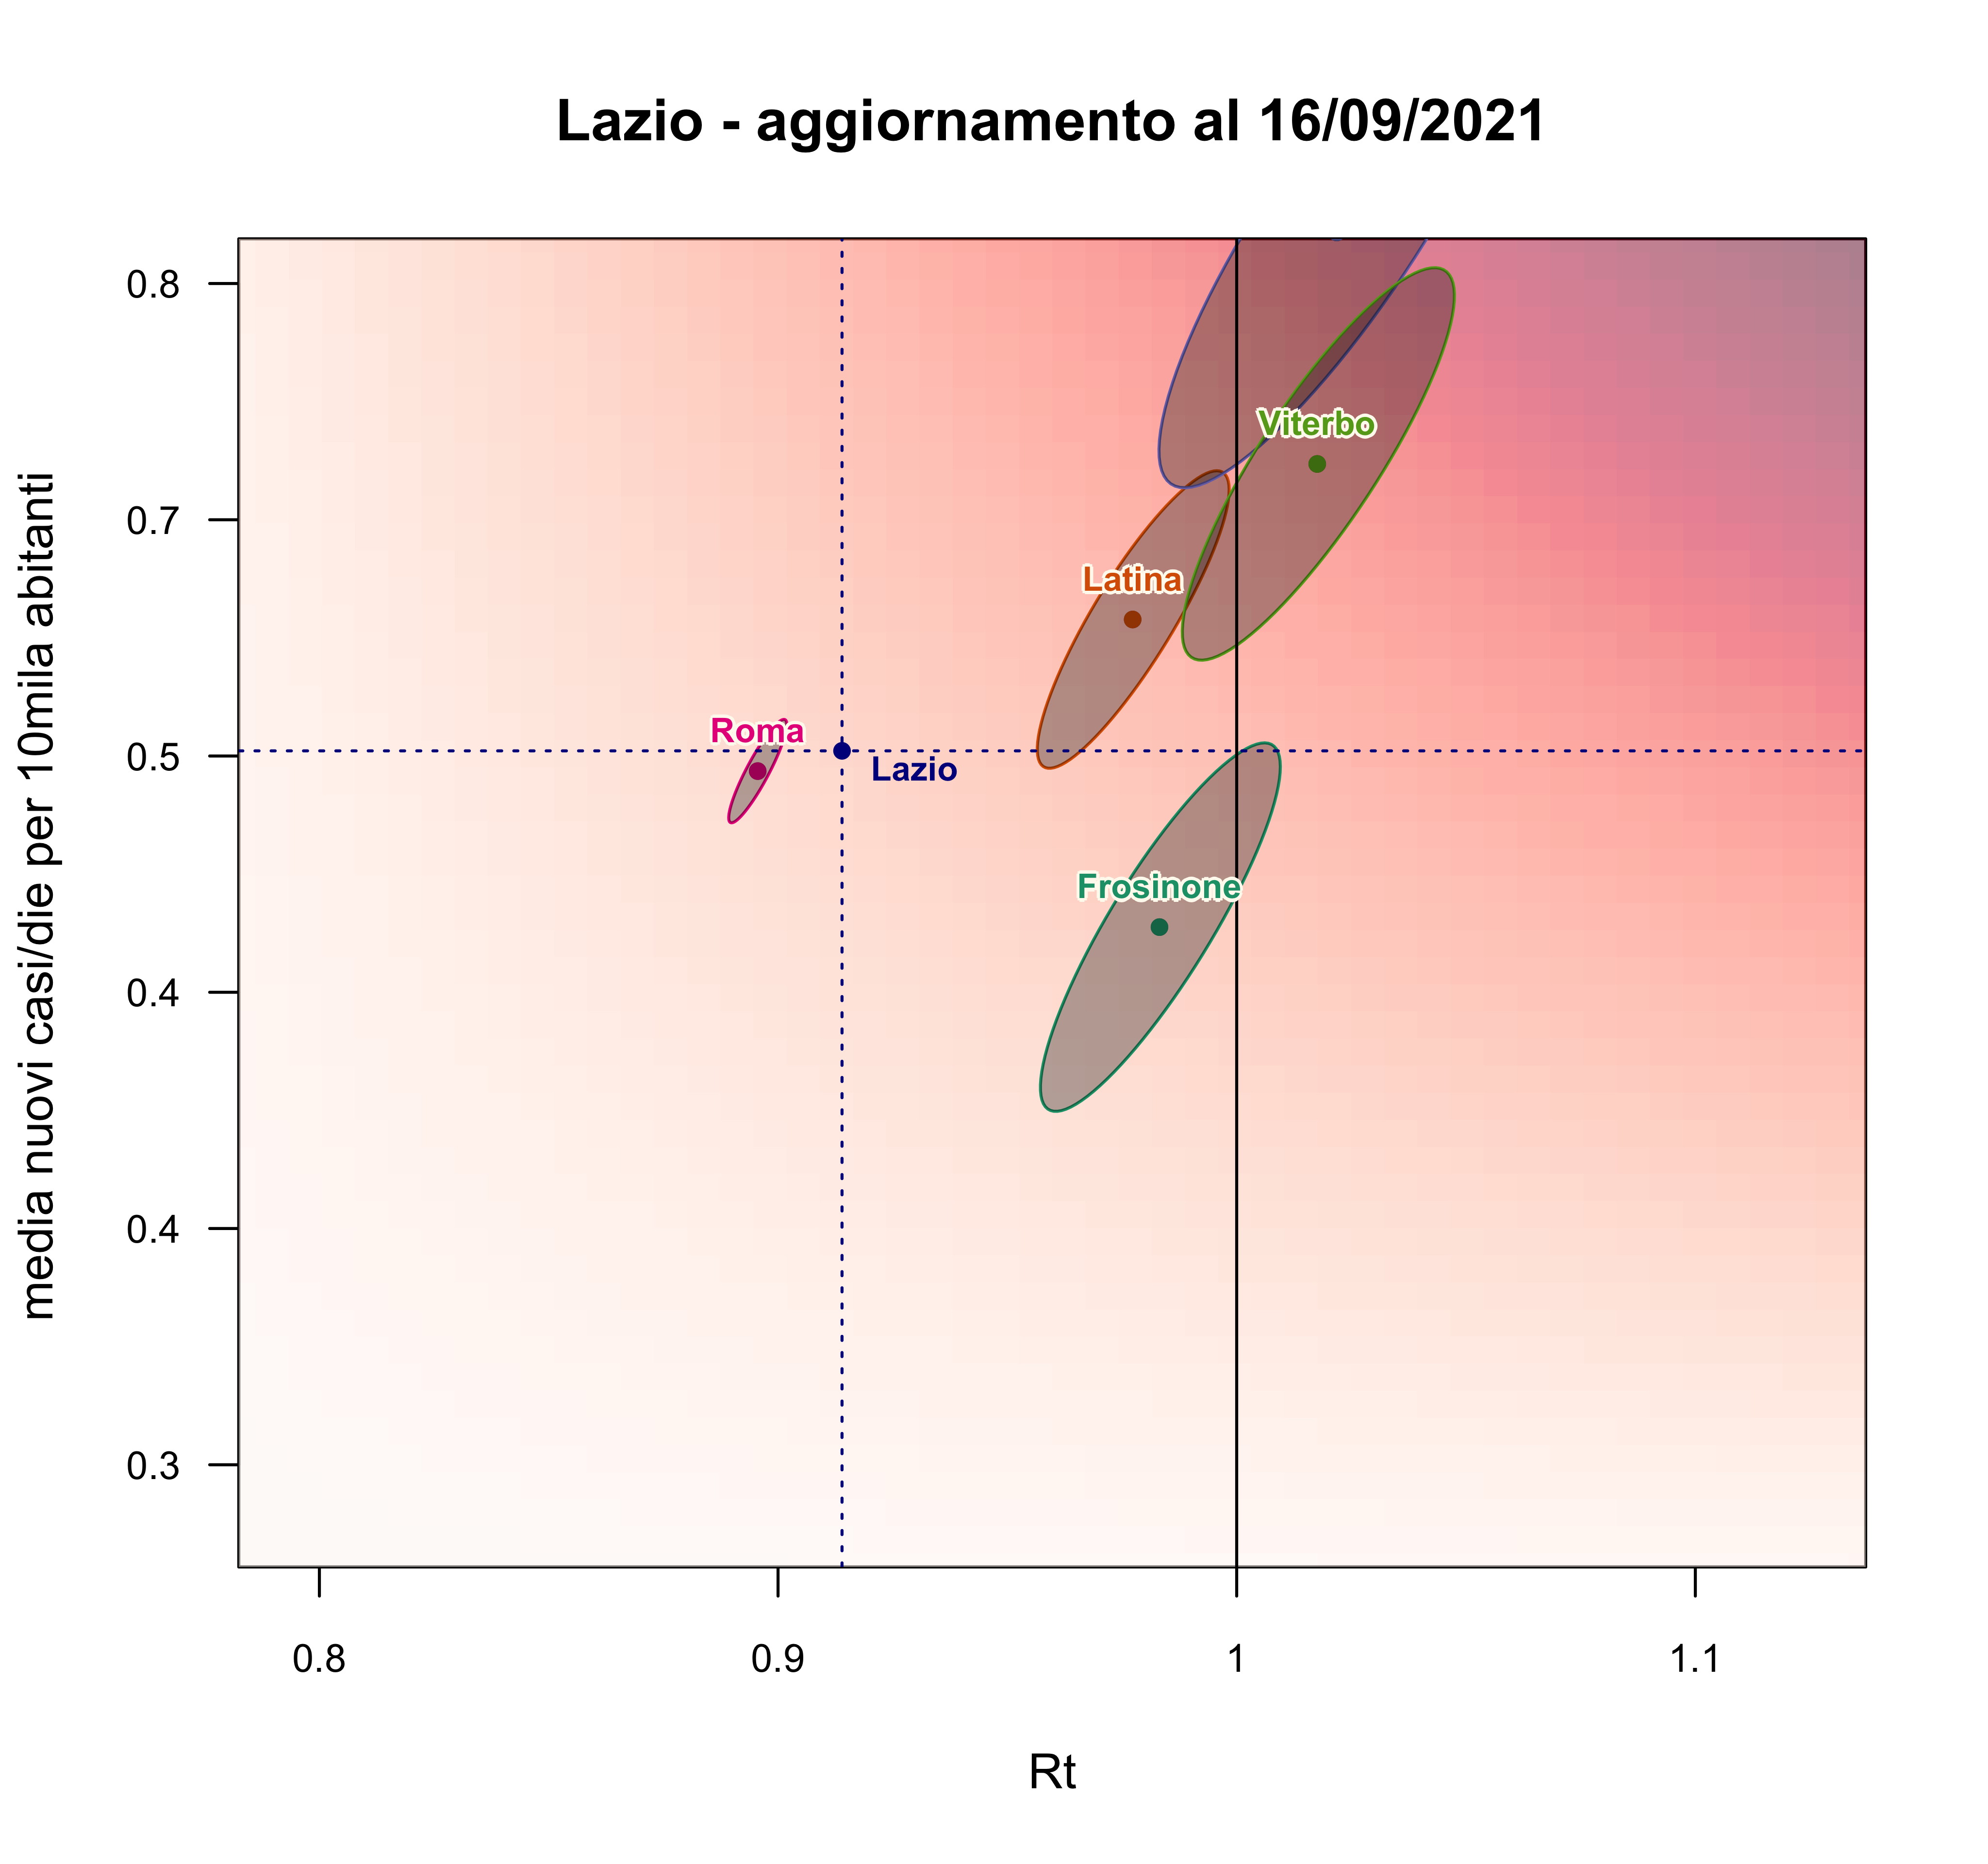 Lazio - aggiornamento al 16/09/2021
media nuovi casi/die per 10mila abitanti
0.8
0.7
0.5
0.4
0.4
0.3
Viterbo
Latina
Roma
Lazio
Frosinone
0.8
0.9
1
1.1
Rt